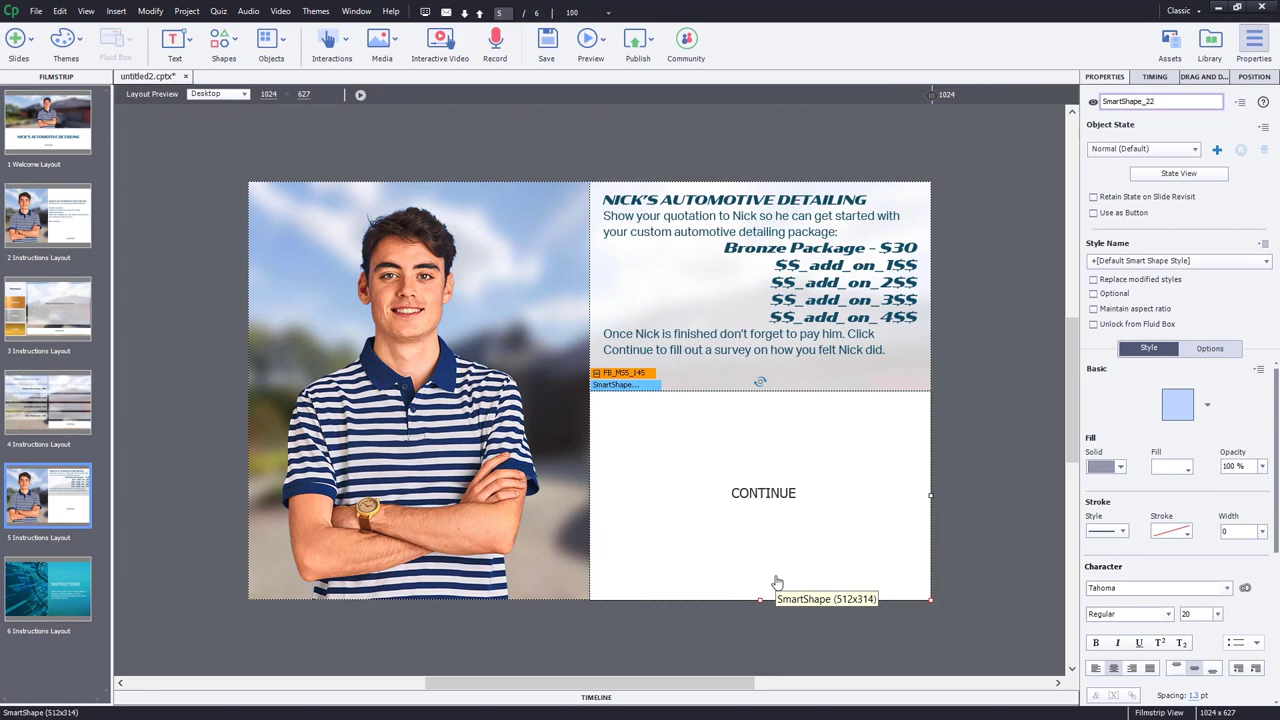 Cp
File
Edit
View
Insert
Modify
Project
Quiz
Audio
Video
Themes
Window
Help
5
/
6
100
Classic
Slides
Themes
Fluid Box
Text
Shapes
Objects
Interactions
Media
Interactive Video
Record
Save
Preview
Publish
Community
Assets
Library
Properties
FILMSTRIP
untitled2.cptx*
PROPERTIES
TIMING
DRAG AND D...
POSITION
Layout Preview
Desktop
1024
627
1024
SmartShape_22
Object State
Normal (Default)
State View
Retain State on Slide Revisit
Use as Button
Style Name
+[Default Smart Shape Style]
Replace modified styles
Optional
Maintain aspect ratio
Unlock from Fluid Box
Style
Options
Basic
Fill
Solid
Fill
Opacity
100 %
Stroke
Style
Stroke
Width
0
Character
Tahoma
Regular
20
Spacing: 1.3 pt
1 Welcome Layout
2 Instructions Layout
3 Instructions Layout
4 Instructions Layout
5 Instructions Layout
INSTRUCTIONS
6 Instructions Layout
NICK'S AUTOMOTIVE DETAILING
Show your quotation to Nick so he can get started with
your custom automotive detailing package:
Bronze Package - $30
$$_add_on_1$$
$$_add_on_2$$
$$_add_on_3$$
$$_add_on_4$$
Once Nick is finished don't forget to pay him. Click
Continue to fill out a survey on how you felt Nick did.
FB_MSS_145
SmartShape...
CONTINUE
SmartShape (512x314)
TIMELINE
SmartShape (512x314)
Filmstrip View
1024 x 627